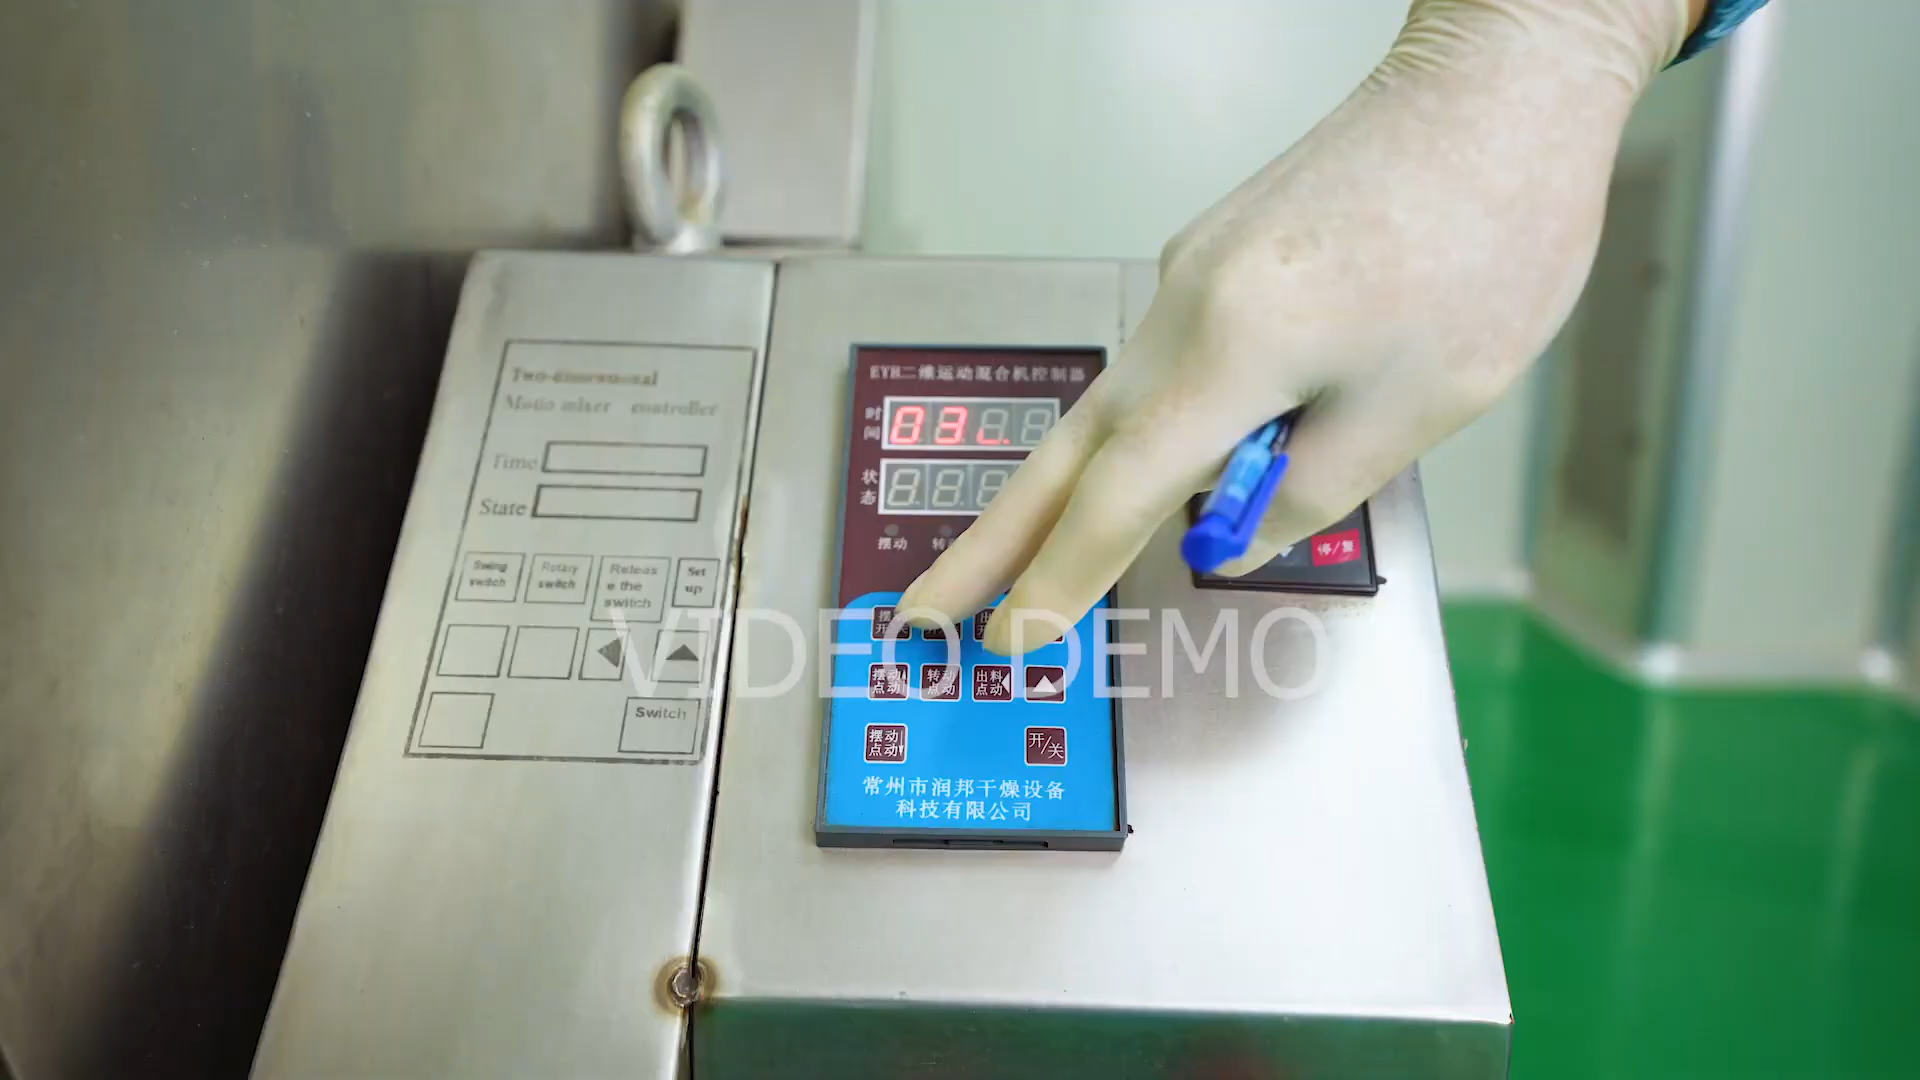 Two-dimensional
Motio mixer controller
Time
State
Swing switch
Rotary switch
Releas e the switch
Set up
Switch
EYH二维运动混合机控制器
时间
03
状态
摆动
摆动点动
转动点动
出料点动
摆动点动
开/关
常州市润邦干燥设备
科技有限公司
停/复
VIDEO DEMO